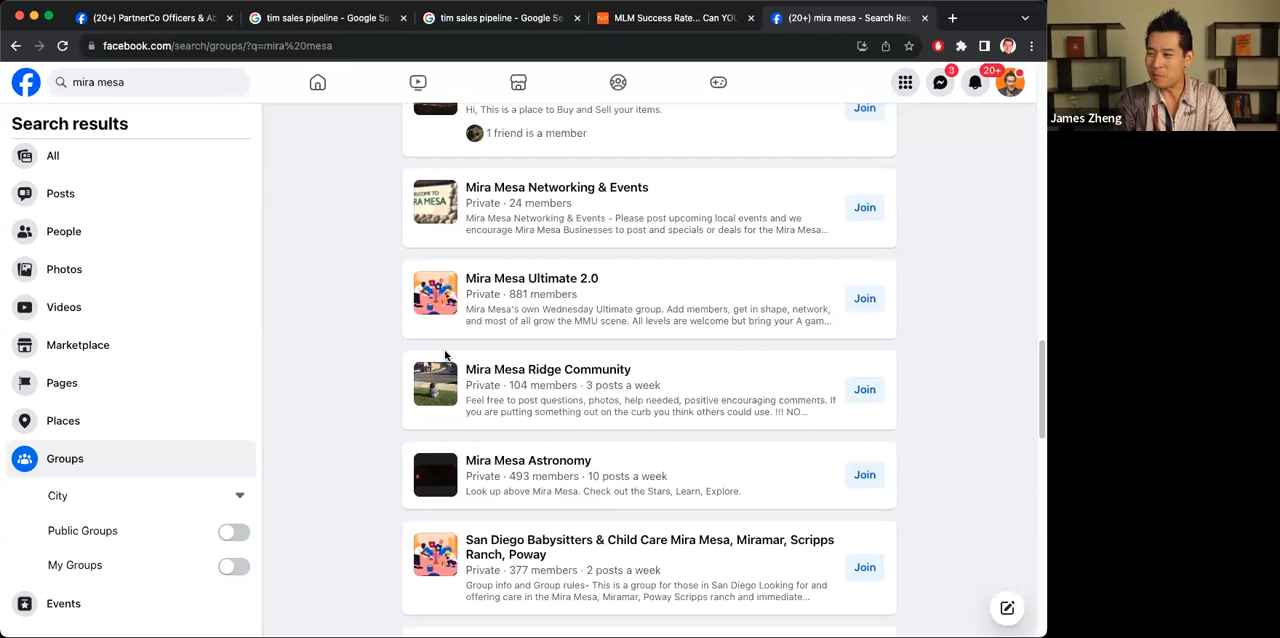 (20+) PartnerCo Officers & Al
tim sales pipeline - Google Se
tim sales pipeline - Google Se
MLM Success Rate... Can YO
(20+) mira mesa - Search Res
facebook.com/search/groups/?q=mira%20mesa
mira mesa
3
20+
James Zheng
Search results
All
Posts
People
Photos
Videos
Marketplace
Pages
Places
Groups
City
Public Groups
My Groups
Events
Hi, This is a place to Buy and Sell your items.
1 friend is a member
Join
Mira Mesa Networking & Events
Private · 24 members
Mira Mesa Networking & Events - Please post upcoming local events and we
encourage Mira Mesa Businesses to post and specials or deals for the Mira Mesa...
Join
Mira Mesa Ultimate 2.0
Private · 881 members
Mira Mesa's own Wednesday Ultimate group. Add members, get in shape, network,
and most of all grow the MMU scene. All levels are welcome but bring your A gam...
Join
Mira Mesa Ridge Community
Private · 104 members · 3 posts a week
Feel free to post questions, photos, help needed, positive encouraging comments. If
you are putting something out on the curb you think others could use. !!! NO...
Join
Mira Mesa Astronomy
Private · 493 members · 10 posts a week
Look up above Mira Mesa. Check out the Stars, Learn, Explore.
Join
San Diego Babysitters & Child Care Mira Mesa, Miramar, Scripps
Ranch, Poway
Private · 377 members · 2 posts a week
Group info and Group rules- This is a group for those in San Diego Looking for and
offering care in the Mira Mesa, Miramar, Poway Scripps ranch and immediate...
Join